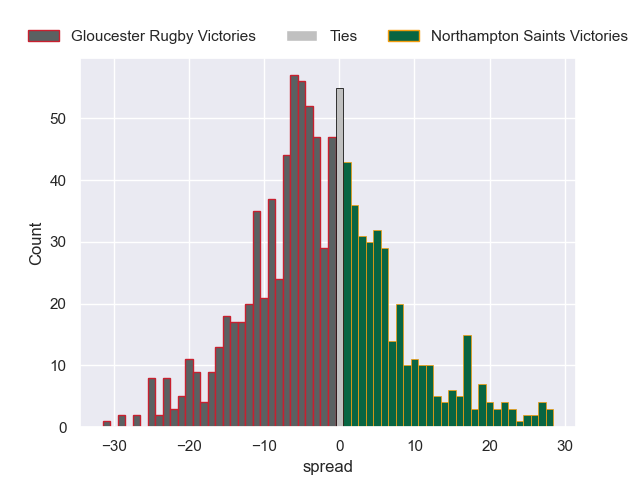 Gloucester Rugby Victories Ties Northampton Saints Victories
Count
50
40
30
20
10
0
−30 −20 −10 0 10 20 30
spread